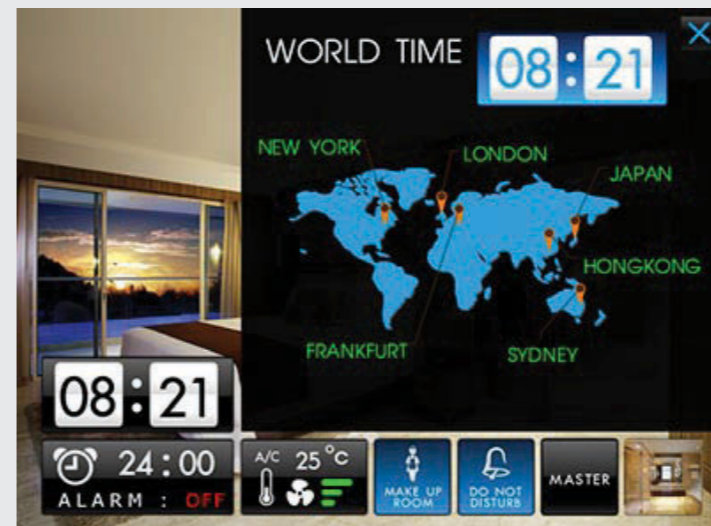 WORLD TIME
08:21
NEW YORK
LONDON
JAPAN
HONGKONG
FRANKFURT
SYDNEY
08:21
24:00
ALARM : OFF
A/C 25°C
MAKE UP
ROOM
DO NOT
DISTURB
MASTER